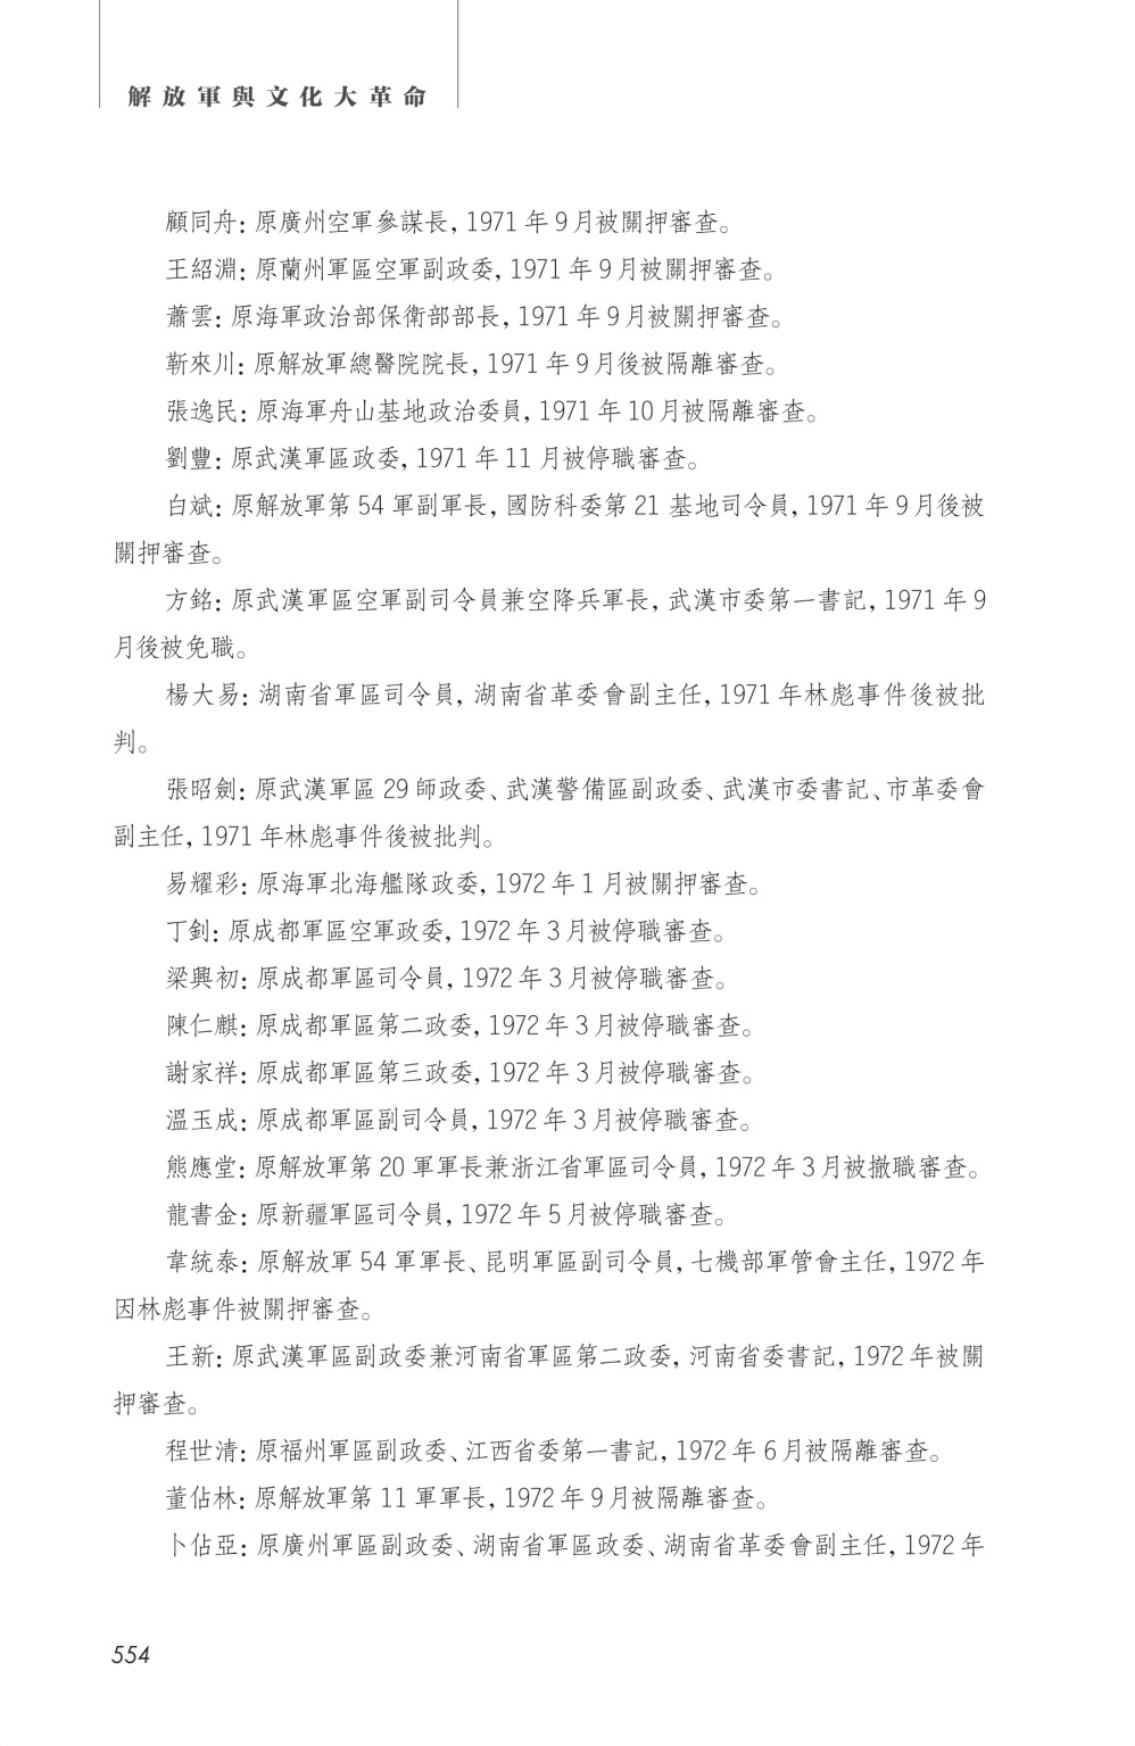 解放軍與文化大革命
顧同舟：原廣州空軍參謀長，1971 年 9 月被關押審查。
王紹淵：原蘭州軍區空軍副政委，1971 年 9 月被關押審查。
蕭雲：原海軍政治部保衛部部長，1971 年 9 月被關押審查。
靳來川：原解放軍總醫院院長，1971 年 9 月後被隔離審查。
張逸民：原海軍舟山基地政治委員，1971 年 10 月被隔離審查。
劉豐：原武漢軍區政委，1971 年 11 月被停職審查。
白斌：原解放軍第 54 軍副軍長，國防科委第 21 基地司令員，1971 年 9 月後被
關押審查。
方銘：原武漢軍區空軍副司令員兼空降兵軍長，武漢市委第一書記，1971 年 9
月後被免職。
楊大易：湖南省軍區司令員，湖南省革委會副主任，1971 年林彪事件後被批
判。
張昭劍：原武漢軍區 29 師政委、武漢警備區副政委、武漢市委書記、市革委會
副主任，1971 年林彪事件後被批判。
易耀彩：原海軍北海艦隊政委，1972 年 1 月被關押審查。
丁釗：原成都軍區空軍政委，1972 年 3 月被停職審查。
梁興初：原成都軍區司令員，1972 年 3 月被停職審查。
陳仁麒：原成都軍區第二政委，1972 年 3 月被停職審查。
謝家祥：原成都軍區第三政委，1972 年 3 月被停職審查。
溫玉成：原成都軍區副司令員，1972 年 3 月被停職審查。
熊應堂：原解放軍第 20 軍軍長兼浙江省軍區司令員，1972 年 3 月被撤職審查。
龍書金：原新疆軍區司令員，1972 年 5 月被停職審查。
韋統泰：原解放軍 54 軍軍長、昆明軍區副司令員，七機部軍管會主任，1972 年
因林彪事件被關押審查。
王新：原武漢軍區副政委兼河南省軍區第二政委，河南省委書記，1972 年被關
押審查。
程世清：原福州軍區副政委、江西省委第一書記，1972 年 6 月被隔離審查。
董佔林：原解放軍第 11 軍軍長，1972 年 9 月被隔離審查。
卜佔亞：原廣州軍區副政委、湖南省軍區政委、湖南省革委會副主任，1972 年
554